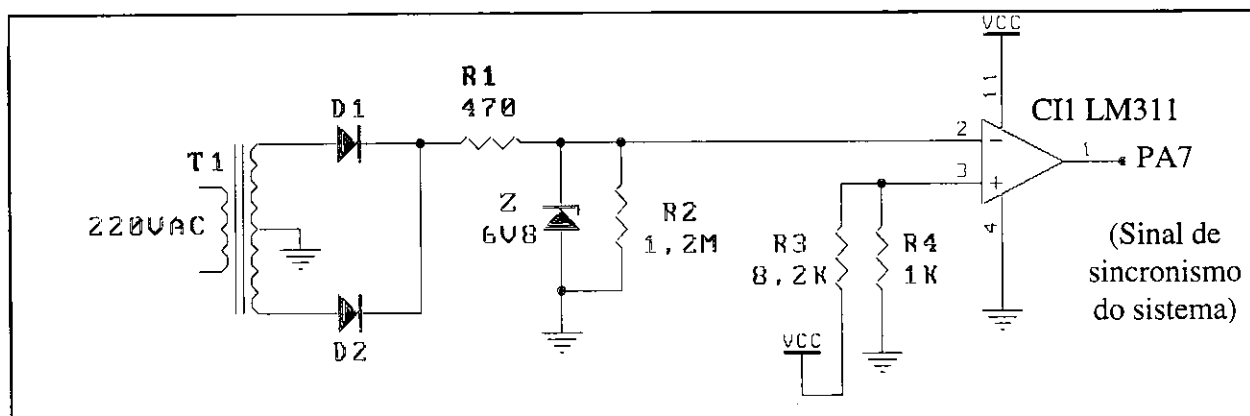 VCC
11
R1
470
D1
T1
220VAC
D2
Z
6V8
R2
1,2M
2
3
R3
8,2K
R4
1K
VCC
CI1 LM311
1
PA7
4
(Sinal de
sincronismo
do sistema)